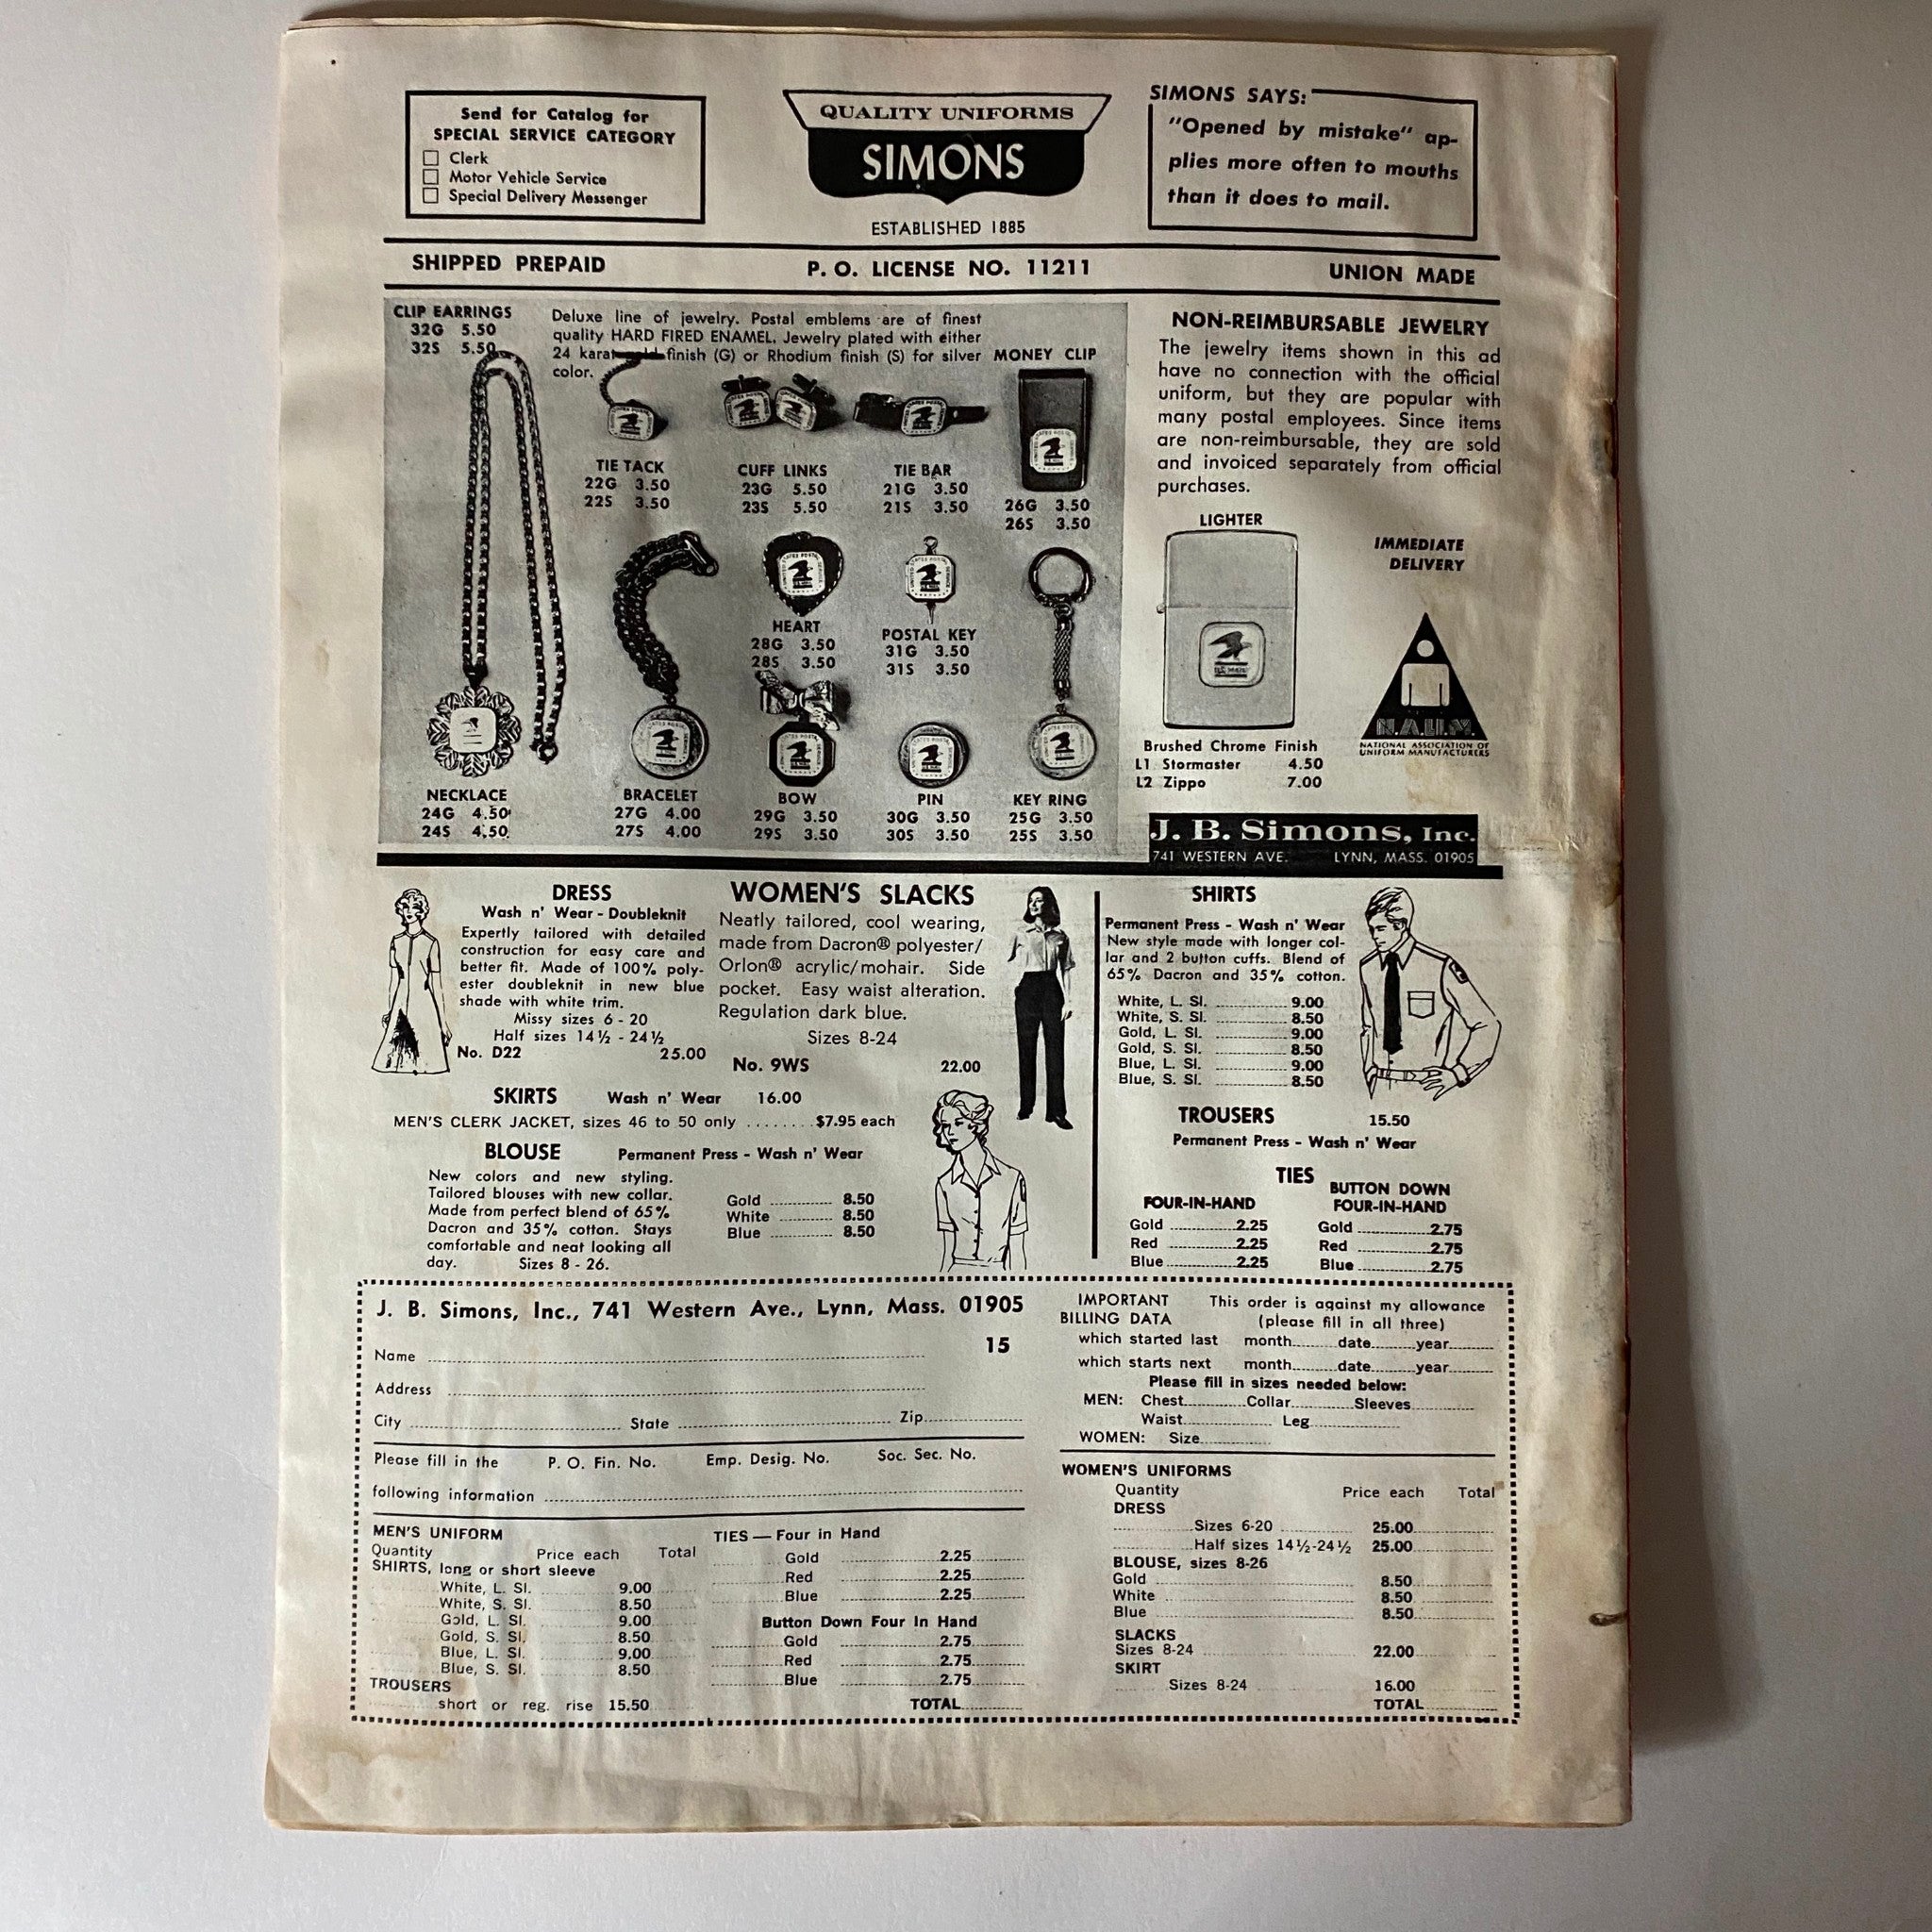 Send for Catalog for
SPECIAL SERVICE CATEGORY
Clerk
Motor Vehicle Service
Special Delivery Messenger
QUALITY UNIFORMS
SIMONS
ESTABLISHED 1885
SIMONS SAYS:
"Opened by mistake" ap-
plies more often to mouths
than it does to mail.
SHIPPED PREPAID P. O. LICENSE NO. 11211 UNION MADE
CLIP EARRINGS
32G 5.50
32S 5.50
Deluxe line of jewelry. Postal emblems are of finest
quality HARD FIRED ENAMEL. Jewelry plated with either
24 karat gold finish (G) or Rhodium finish (S) for silver
color.
MONEY CLIP
26G 3.50
26S 3.50
TIE TACK
22G 3.50
22S 3.50
CUFF LINKS
23G 5.50
23S 5.50
TIE BAR
21G 3.50
21S 3.50
HEART
28G 3.50
28S 3.50
POSTAL KEY
31G 3.50
31S 3.50
NECKLACE
24G 4.50
24S 4.50
BRACELET
27G 4.00
27S 4.00
BOW
29G 3.50
29S 3.50
PIN
30G 3.50
30S 3.50
KEY RING
25G 3.50
25S 3.50
NON-REIMBURSABLE JEWELRY
The jewelry items shown in this ad
have no connection with the official
uniform, but they are popular with
many postal employees. Since items
are non-reimbursable, they are sold
and invoiced separately from official
purchases.
LIGHTER
U.S. MAIL
Brushed Chrome Finish
L1 Stormaster 4.50
L2 Zippo 7.00
IMMEDIATE
DELIVERY
N.A.U.M.
NATIONAL ASSOCIATION OF
UNIFORM MANUFACTURERS
J. B. Simons, Inc.
741 WESTERN AVE. LYNN, MASS. 01905
DRESS
Wash n' Wear - Doubleknit
Expertly tailored with detailed
construction for easy care and
better fit. Made of 100% poly-
ester doubleknit in new blue
shade with white trim.
Missy sizes 6 - 20
Half sizes 14½ - 24½
No. D22 25.00
WOMEN'S SLACKS
Neatly tailored, cool wearing,
made from Dacron® polyester/
Orlon® acrylic/mohair. Side
pocket. Easy waist alteration.
Regulation dark blue.
Sizes 8-24
No. 9WS 22.00
SKIRTS Wash n' Wear 16.00
MEN'S CLERK JACKET, sizes 46 to 50 only ........ $7.95 each
BLOUSE Permanent Press - Wash n' Wear
New colors and new styling.
Tailored blouses with new collar.
Made from perfect blend of 65%
Dacron and 35% cotton. Stays
comfortable and neat looking all
day. Sizes 8 - 26.
Gold 8.50
White 8.50
Blue 8.50
SHIRTS
Permanent Press - Wash n' Wear
New style made with longer col-
lar and 2 button cuffs. Blend of
65% Dacron and 35% cotton.
White, L. Sl. 9.00
White, S. Sl. 8.50
Gold, L. Sl. 9.00
Gold, S. Sl. 8.50
Blue, L. Sl. 9.00
Blue, S. Sl. 8.50
TROUSERS 15.50
Permanent Press - Wash n' Wear
TIES
FOUR-IN-HAND
Gold 2.25
Red 2.25
Blue 2.25
BUTTON DOWN
FOUR-IN-HAND
Gold 2.75
Red 2.75
Blue 2.75
J. B. Simons, Inc., 741 Western Ave., Lynn, Mass. 01905
15
Name
Address
City State Zip
Please fill in the P. O. Fin. No. Emp. Desig. No. Soc. Sec. No.
following information
MEN'S UNIFORM
Quantity Price each Total
SHIRTS, long or short sleeve
White, L. Sl. 9.00
White, S. Sl. 8.50
Gold, L. Sl. 9.00
Gold, S. Sl. 8.50
Blue, L. Sl. 9.00
Blue, S. Sl. 8.50
TROUSERS
short or reg. rise 15.50
TIES — Four in Hand
Gold 2.25
Red 2.25
Blue 2.25
Button Down Four In Hand
Gold 2.75
Red 2.75
Blue 2.75
TOTAL
IMPORTANT
BILLING DATA
This order is against my allowance
(please fill in all three)
which started last month date year
which starts next month date year
Please fill in sizes needed below:
MEN: Chest Collar Sleeves
Waist Leg
WOMEN: Size
WOMEN'S UNIFORMS
Quantity Price each Total
DRESS
Sizes 6-20 25.00
Half sizes 14½-24½ 25.00
BLOUSE, sizes 8-26
Gold 8.50
White 8.50
Blue 8.50
SLACKS
Sizes 8-24 22.00
SKIRT
Sizes 8-24 16.00
TOTAL